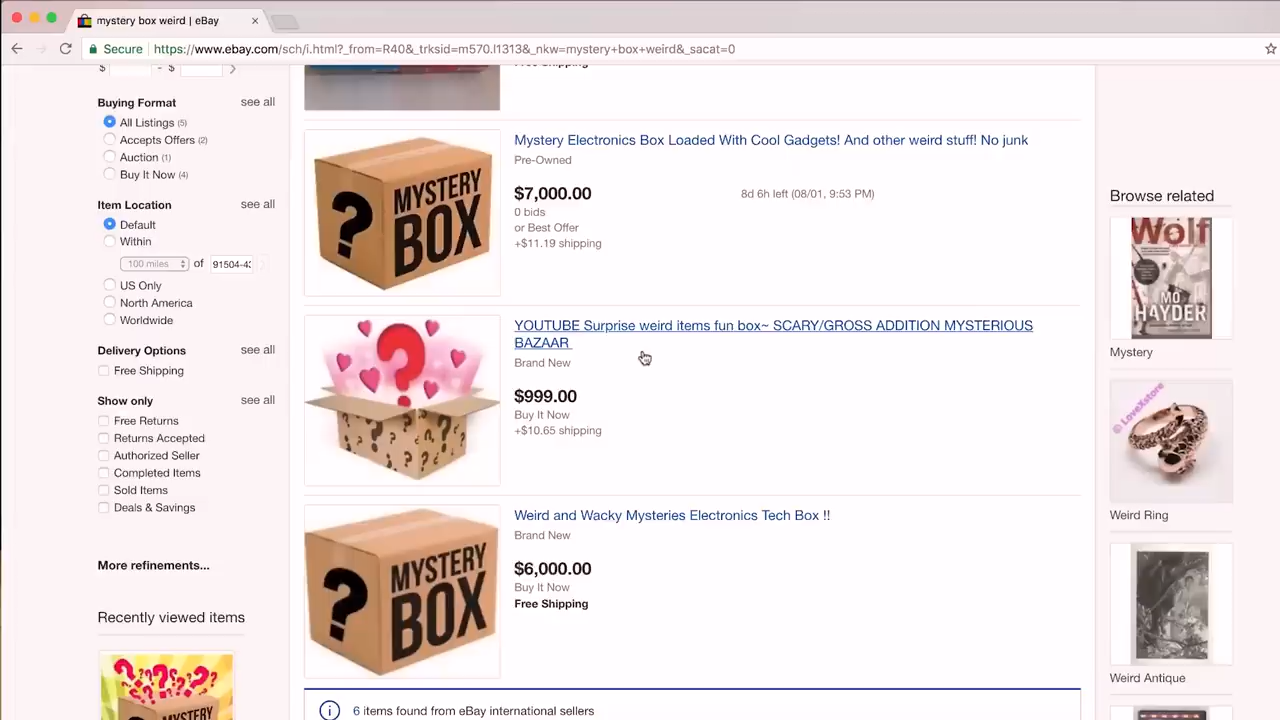 mystery box weird | eBay
Secure
https://www.ebay.com/sch/i.html?_from=R40&_trksid=m570.l1313&_nkw=mystery+box+weird&_sacat=0
$ - $
Buying Format see all
All Listings (5)
Accepts Offers (2)
Auction (1)
Buy It Now (4)
Item Location see all
Default
Within
100 miles of 91504-42
US Only
North America
Worldwide
Delivery Options see all
Free Shipping
Show only see all
Free Returns
Returns Accepted
Authorized Seller
Completed Items
Sold Items
Deals & Savings
More refinements...
Recently viewed items
MYSTERY
Free Shipping
MYSTERY
BOX
Mystery Electronics Box Loaded With Cool Gadgets! And other weird stuff! No junk
Pre-Owned
$7,000.00 8d 6h left (08/01, 9:53 PM)
0 bids
or Best Offer
+$11.19 shipping
YOUTUBE Surprise weird items fun box~ SCARY/GROSS ADDITION MYSTERIOUS
BAZAAR
Brand New
$999.00
Buy It Now
+$10.65 shipping
MYSTERY
BOX
Weird and Wacky Mysteries Electronics Tech Box !!
Brand New
$6,000.00
Buy It Now
Free Shipping
6 items found from eBay international sellers
Browse related
Wolf
MO
HAYDER
Mystery
© LoveXstore
Weird Ring
Weird Antique